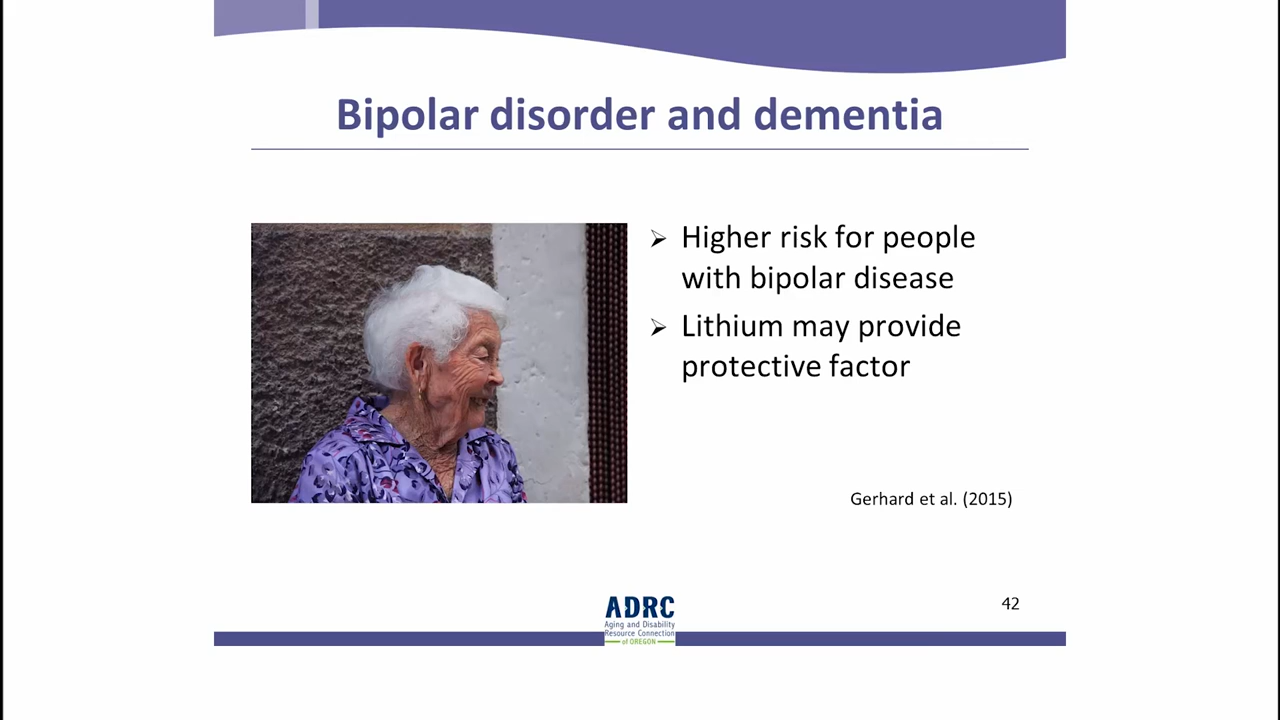 Bipolar disorder and dementia
➢ Higher risk for people
with bipolar disease
➢ Lithium may provide
protective factor
Gerhard et al. (2015)
42
ADRC
Aging and Disability
Resource Connection
of OREGON